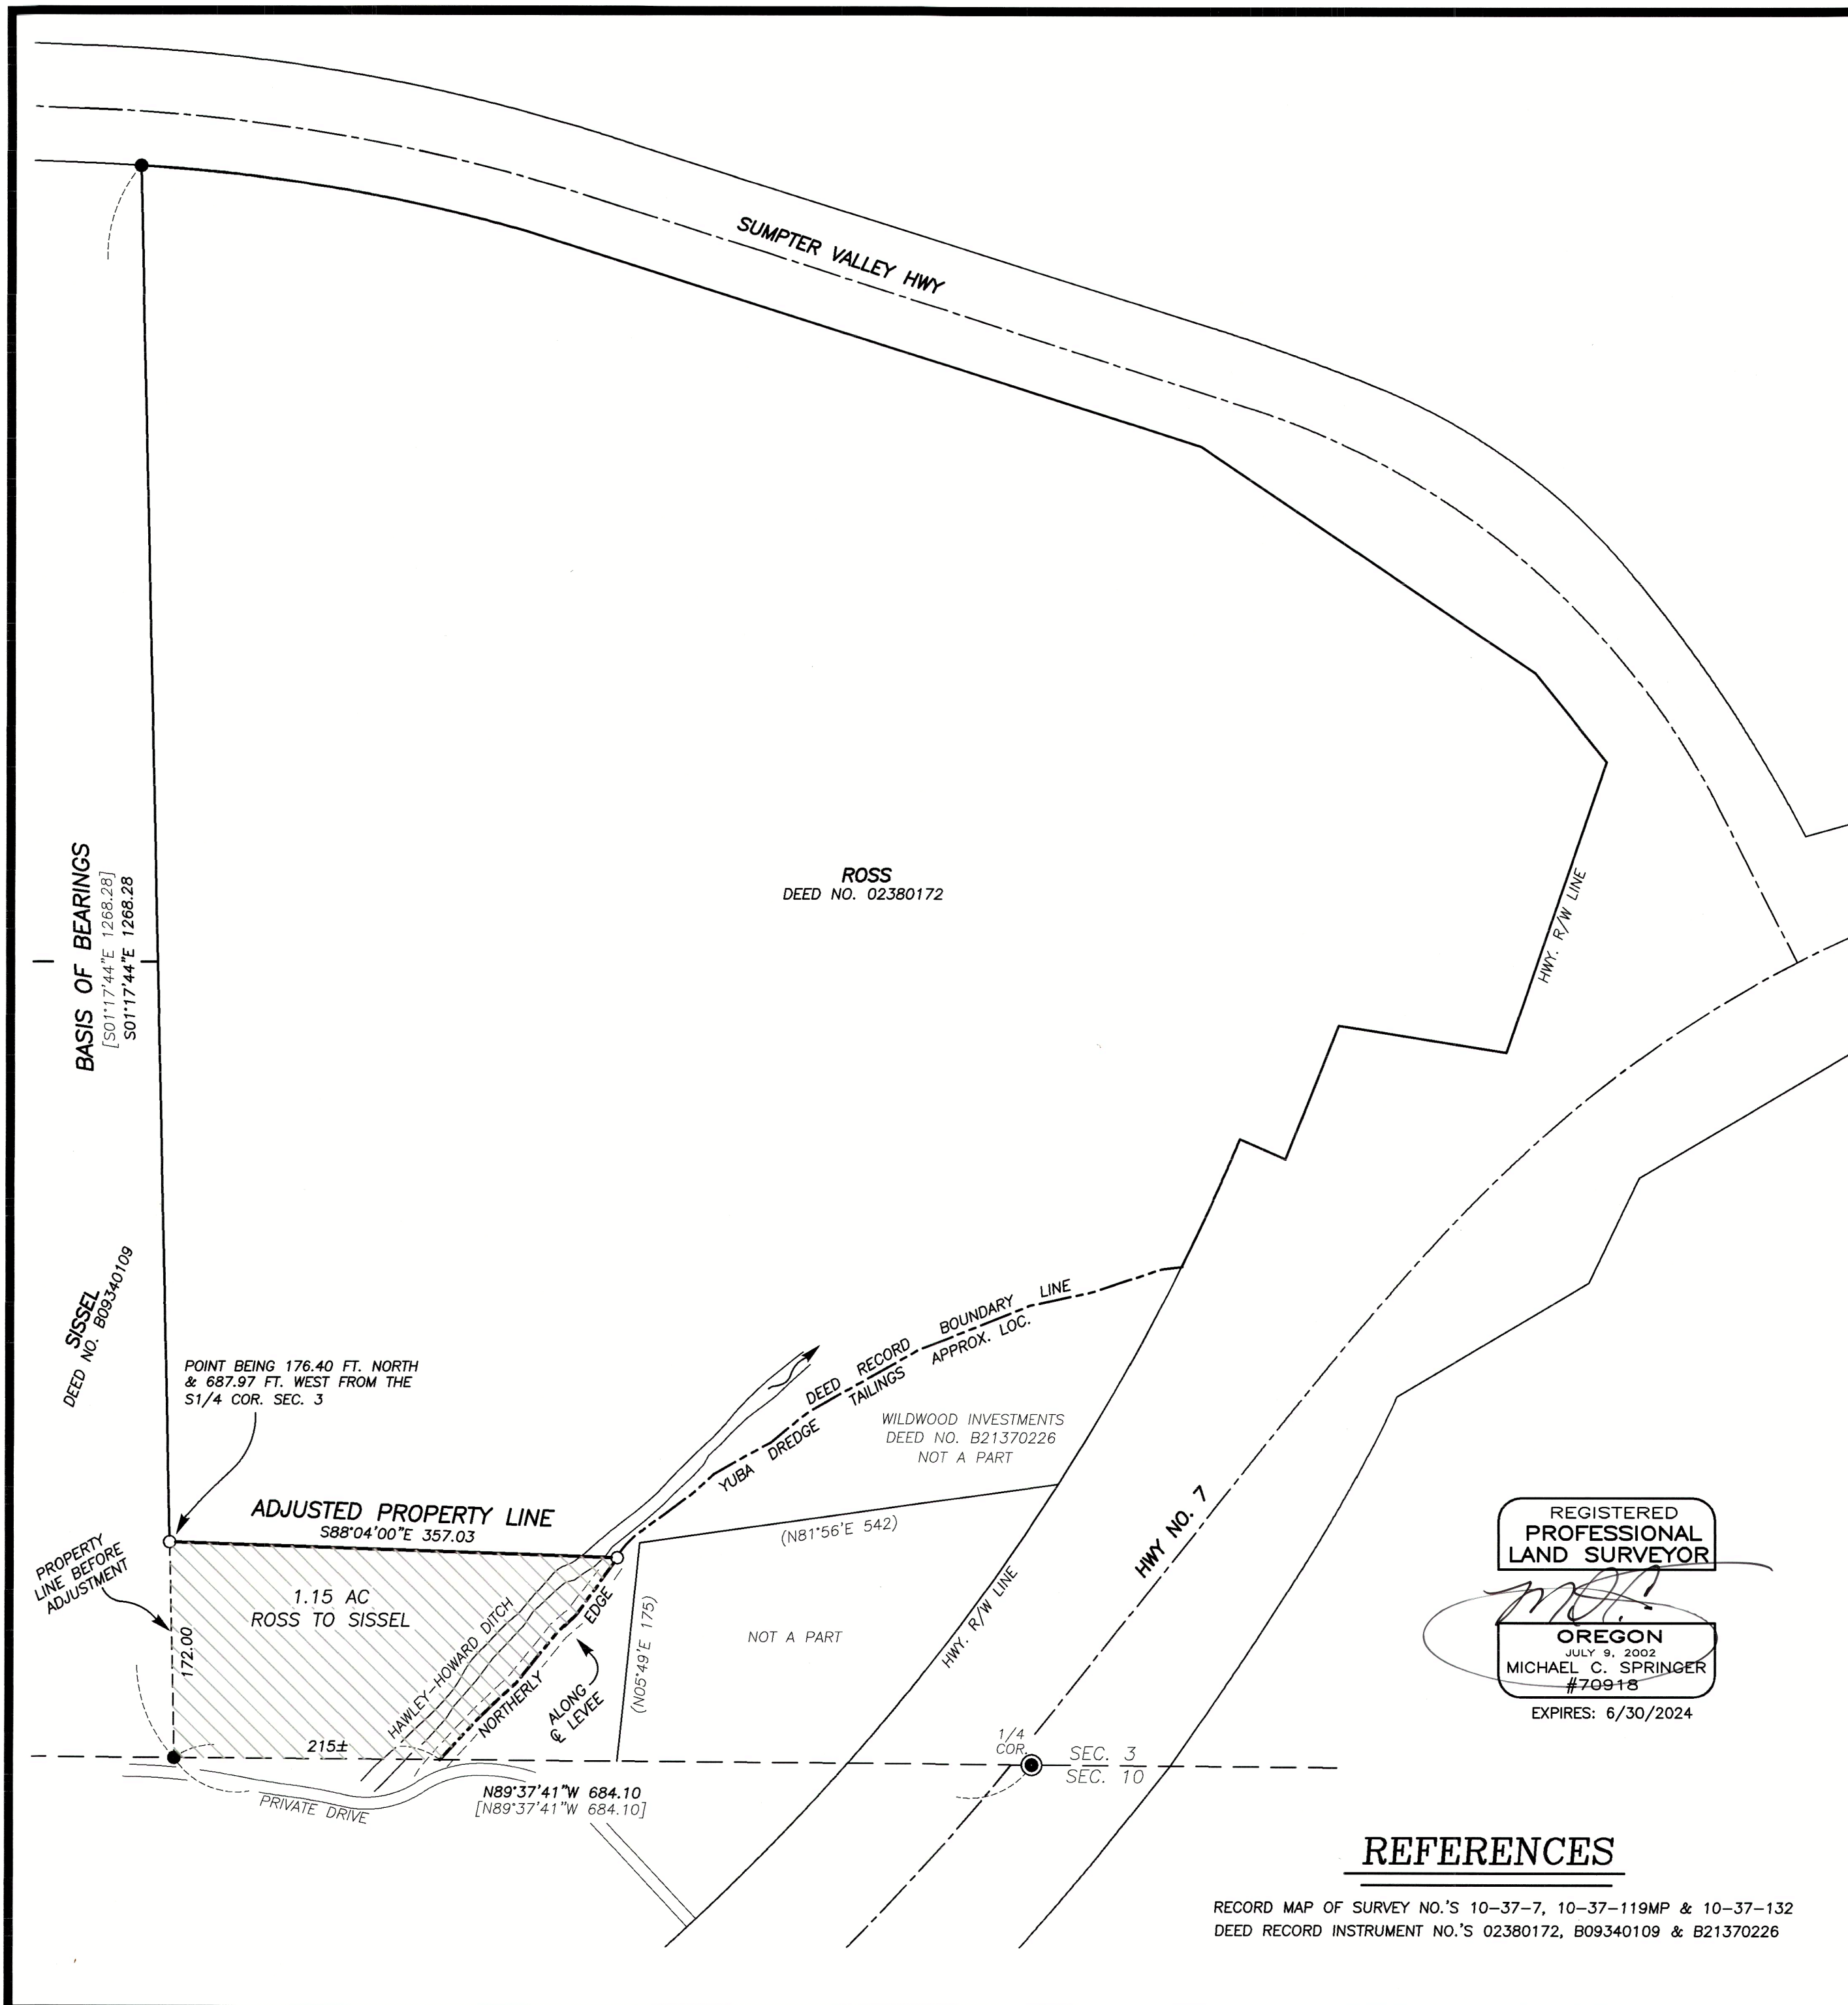 SUMPTER VALLEY HWY
BASIS OF BEARINGS
[S01°17'44"E 1268.28]
S01°17'44"E 1268.28
ROSS
DEED NO. 02380172
HWY. R/W LINE
SISSEL
DEED NO. B09340109
POINT BEING 176.40 FT. NORTH
& 687.97 FT. WEST FROM THE
S1/4 COR. SEC. 3
DEED RECORD BOUNDARY LINE
YUBA DREDGE TAILINGS APPROX. LOC.
WILDWOOD INVESTMENTS
DEED NO. B21370226
NOT A PART
ADJUSTED PROPERTY LINE
S88°04'00"E 357.03
(N81°56'E 542)
HWY NO. 7
PROPERTY
LINE BEFORE
ADJUSTMENT
1.15 AC
ROSS TO SISSEL
172.00
HAWLEY-HOWARD DITCH
NORTHERLY EDGE
ALONG
℄ LEVEE
(N05°49'E 175)
NOT A PART
HWY. R/W LINE
215±
1/4
COR.
SEC. 3
SEC. 10
PRIVATE DRIVE
N89°37'41"W 684.10
[N89°37'41"W 684.10]
REGISTERED
PROFESSIONAL
LAND SURVEYOR
OREGON
JULY 9, 2002
MICHAEL C. SPRINGER
#70918
EXPIRES: 6/30/2024
REFERENCES
RECORD MAP OF SURVEY NO.'S 10-37-7, 10-37-119MP & 10-37-132
DEED RECORD INSTRUMENT NO.'S 02380172, B09340109 & B21370226